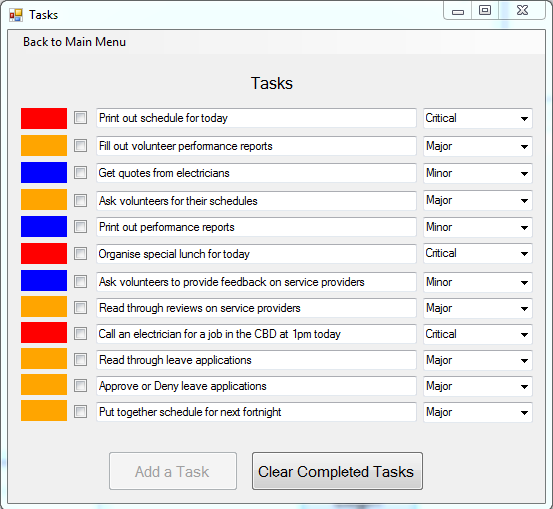 Tasks
Back to Main Menu
Tasks
Print out schedule for today Critical
Fill out volunteer performance reports Major
Get quotes from electricians Minor
Ask volunteers for their schedules Major
Print out performance reports Minor
Organise special lunch for today Critical
Ask volunteers to provide feedback on service providers Minor
Read through reviews on service providers Major
Call an electrician for a job in the CBD at 1pm today Critical
Read through leave applications Major
Approve or Deny leave applications Major
Put together schedule for next fortnight Major
Add a Task Clear Completed Tasks